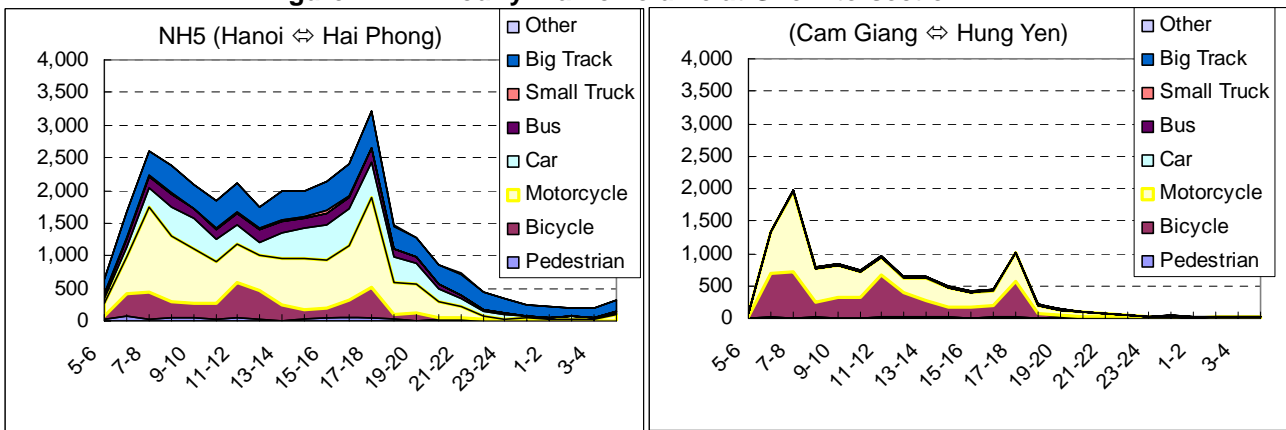 NH5 (Hanoi ⇔ Hai Phong)
4,000
3,500
3,000
2,500
2,000
1,500
1,000
500
0
5-6
7-8
9-10
11-12
13-14
15-16
17-18
19-20
21-22
23-24
1-2
3-4
Other
Big Track
Small Truck
Bus
Car
Motorcycle
Bicycle
Pedestrian
(Cam Giang ⇔ Hung Yen)
4,000
3,500
3,000
2,500
2,000
1,500
1,000
500
0
5-6
7-8
9-10
11-12
13-14
15-16
17-18
19-20
21-22
23-24
1-2
3-4
Other
Big Track
Small Truck
Bus
Car
Motorcycle
Bicycle
Pedestrian